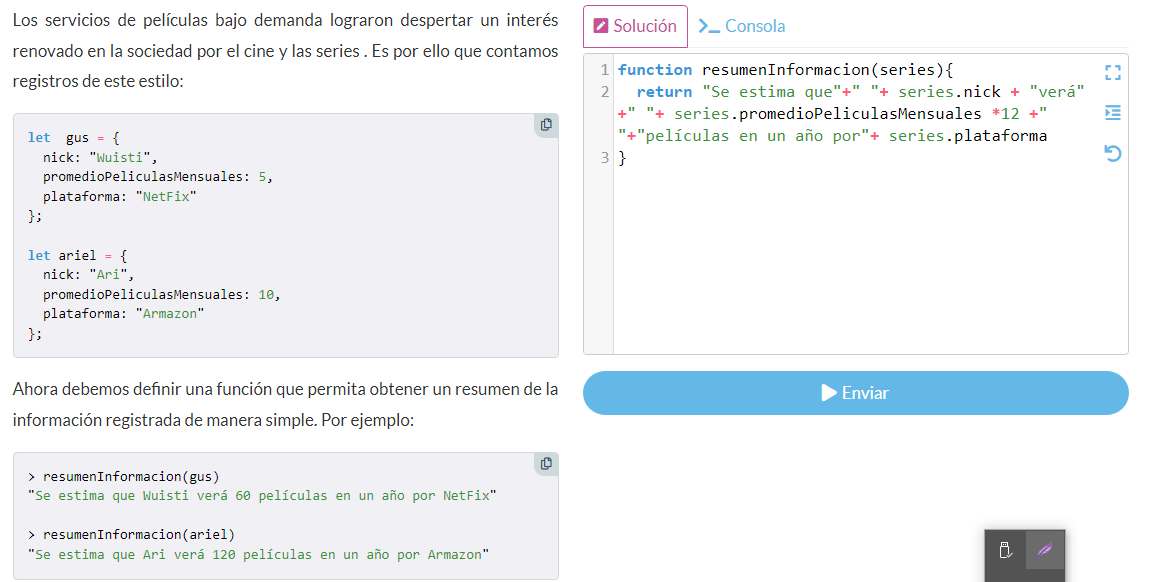 Los servicios de películas bajo demanda lograron despertar un interés
renovado en la sociedad por el cine y las series . Es por ello que contamos
registros de este estilo:
let  gus = {
  nick: "Wuisti",
  promedioPeliculasMensuales: 5,
  plataforma: "NetFix"
};
let ariel = {
  nick: "Ari",
  promedioPeliculasMensuales: 10,
  plataforma: "Armazon"
};
Ahora debemos definir una función que permita obtener un resumen de la
información registrada de manera simple. Por ejemplo:
> resumenInformacion(gus)
"Se estima que Wuisti verá 60 películas en un año por NetFix"
> resumenInformacion(ariel)
"Se estima que Ari verá 120 películas en un año por Armazon"
Solución
Consola
1 function resumenInformacion(series){
2   return "Se estima que"+" "+ series.nick + "verá"
+" "+ series.promedioPeliculasMensuales *12 +"
"+"películas en un año por"+ series.plataforma
3 }
Enviar